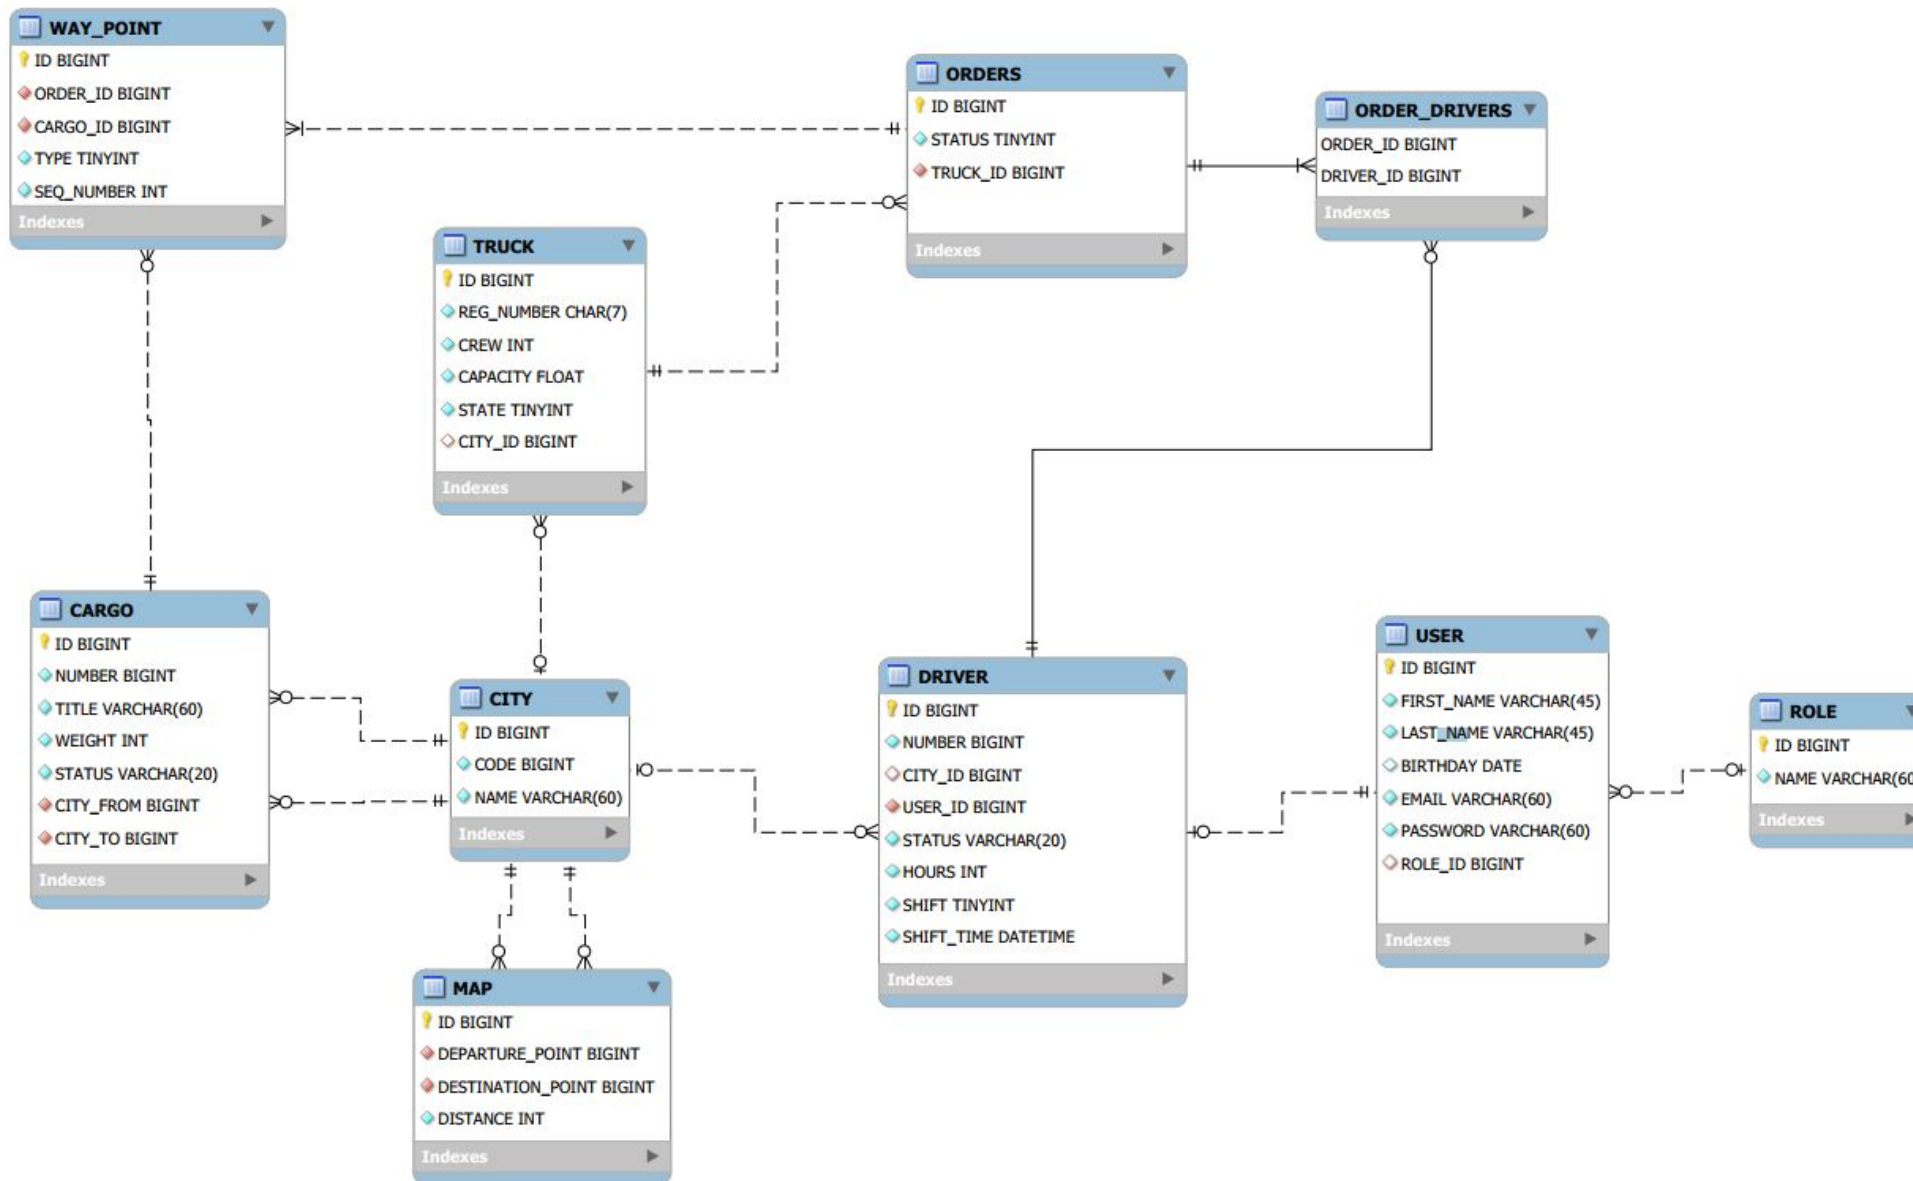 WAY_POINT
ID BIGINT
ORDER_ID BIGINT
CARGO_ID BIGINT
TYPE TINYINT
SEQ_NUMBER INT
Indexes
ORDERS
ID BIGINT
STATUS TINYINT
TRUCK_ID BIGINT
Indexes
ORDER_DRIVERS
ORDER_ID BIGINT
DRIVER_ID BIGINT
Indexes
TRUCK
ID BIGINT
REG_NUMBER CHAR(7)
CREW INT
CAPACITY FLOAT
STATE TINYINT
CITY_ID BIGINT
Indexes
CARGO
ID BIGINT
NUMBER BIGINT
TITLE VARCHAR(60)
WEIGHT INT
STATUS VARCHAR(20)
CITY_FROM BIGINT
CITY_TO BIGINT
Indexes
CITY
ID BIGINT
CODE BIGINT
NAME VARCHAR(60)
Indexes
DRIVER
ID BIGINT
NUMBER BIGINT
CITY_ID BIGINT
USER_ID BIGINT
STATUS VARCHAR(20)
HOURS INT
SHIFT TINYINT
SHIFT_TIME DATETIME
Indexes
USER
ID BIGINT
FIRST_NAME VARCHAR(45)
LAST_NAME VARCHAR(45)
BIRTHDAY DATE
EMAIL VARCHAR(60)
PASSWORD VARCHAR(60)
ROLE_ID BIGINT
Indexes
ROLE
ID BIGINT
NAME VARCHAR(60
Indexes
MAP
ID BIGINT
DEPARTURE_POINT BIGINT
DESTINATION_POINT BIGINT
DISTANCE INT
Indexes